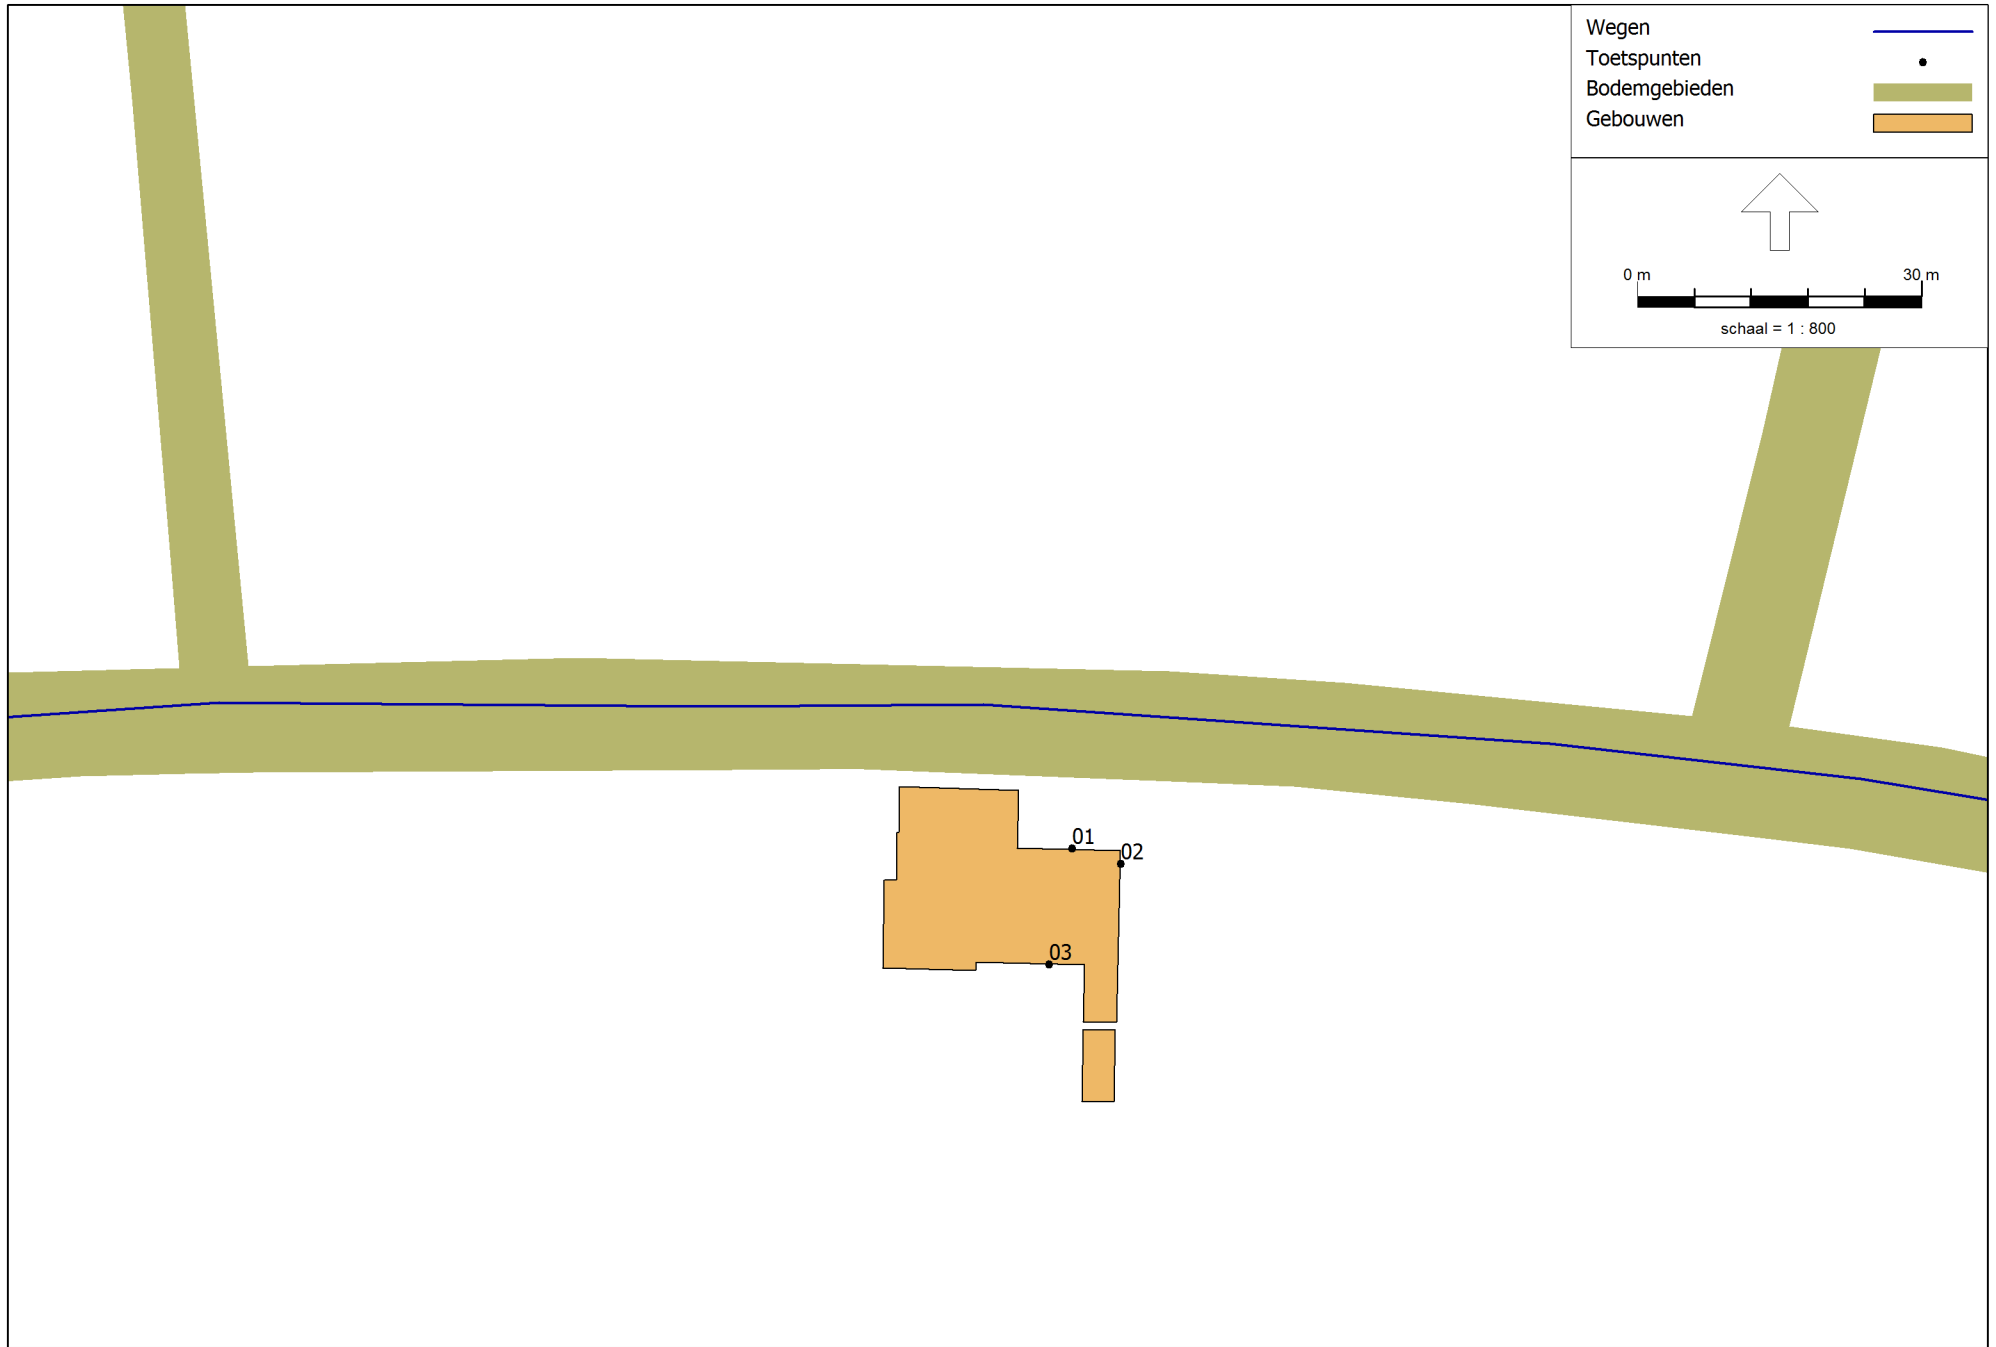 Wegen
Toetspunten
Bodemgebieden
Gebouwen
0 m 30 m
schaal = 1 : 800
01
02
03